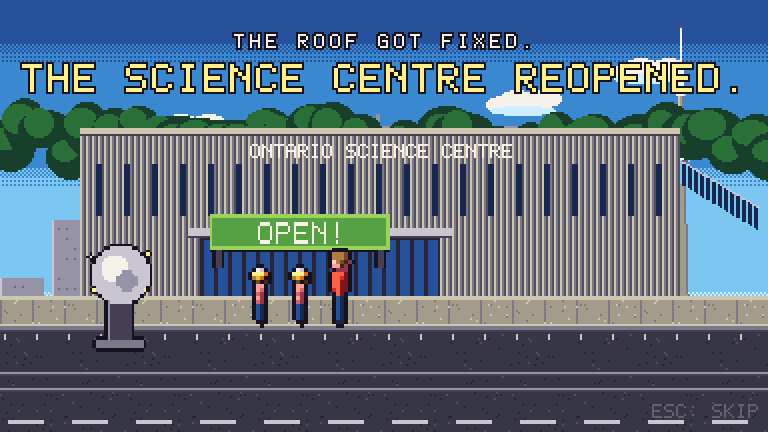 THE ROOF GOT FIXED.
THE SCIENCE CENTRE REOPENED.
ONTARIO SCIENCE CENTRE
OPEN!
ESC: SKIP